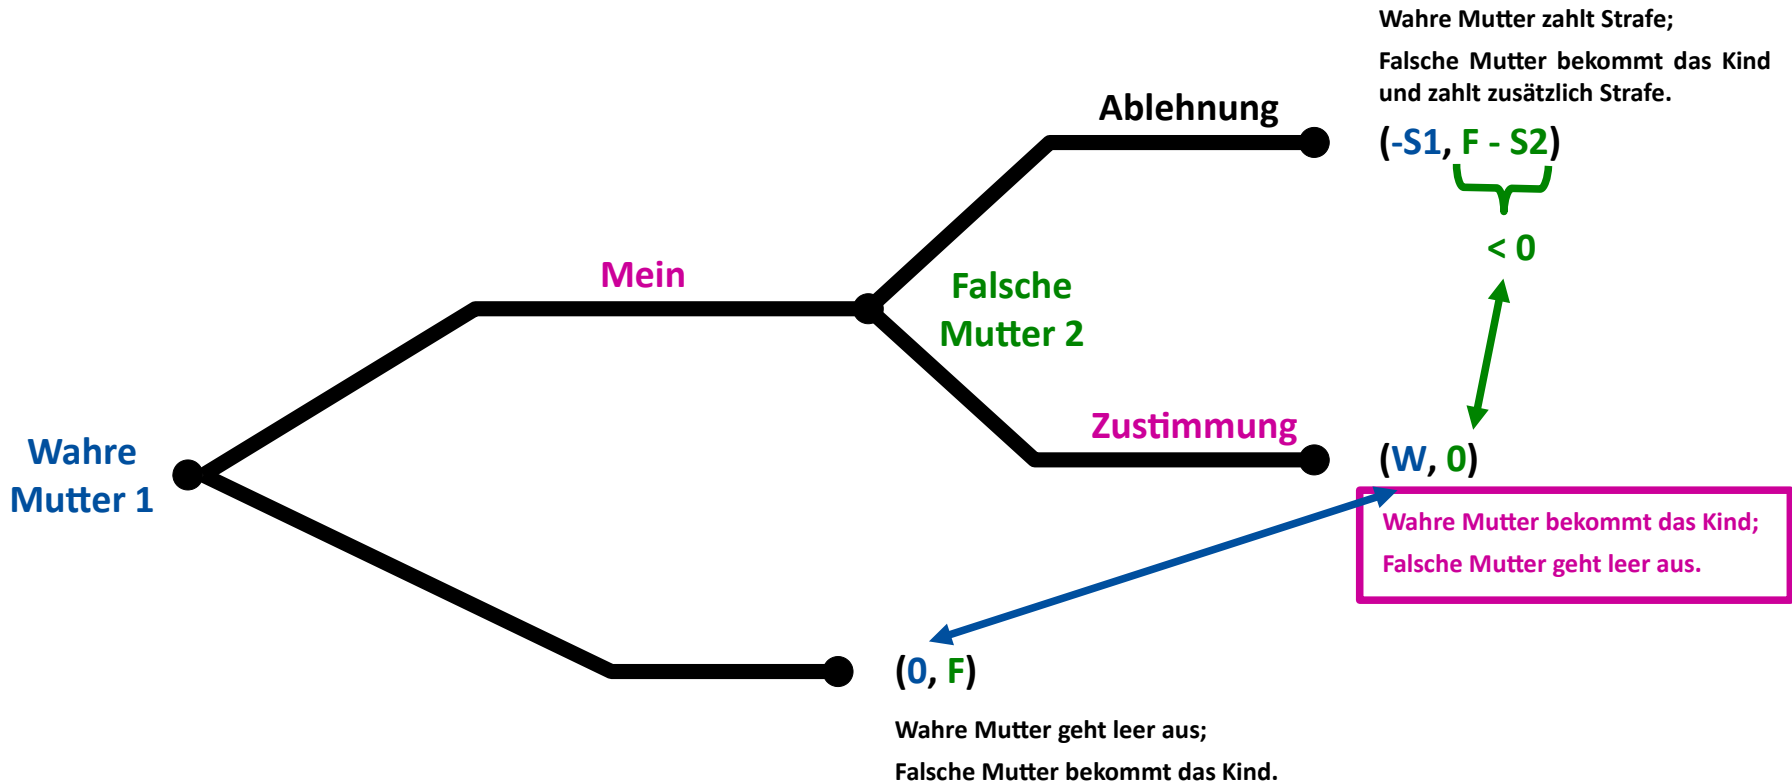 Wahre Mutter zahlt Strafe;
Falsche Mutter bekommt das Kind
und zahlt zusätzlich Strafe.
Ablehnung
(-S1, F - S2)
< 0
Mein
Falsche
Mutter 2
Zustimmung
Wahre
Mutter 1
(W, 0)
Wahre Mutter bekommt das Kind;
Falsche Mutter geht leer aus.
(0, F)
Wahre Mutter geht leer aus;
Falsche Mutter bekommt das Kind.